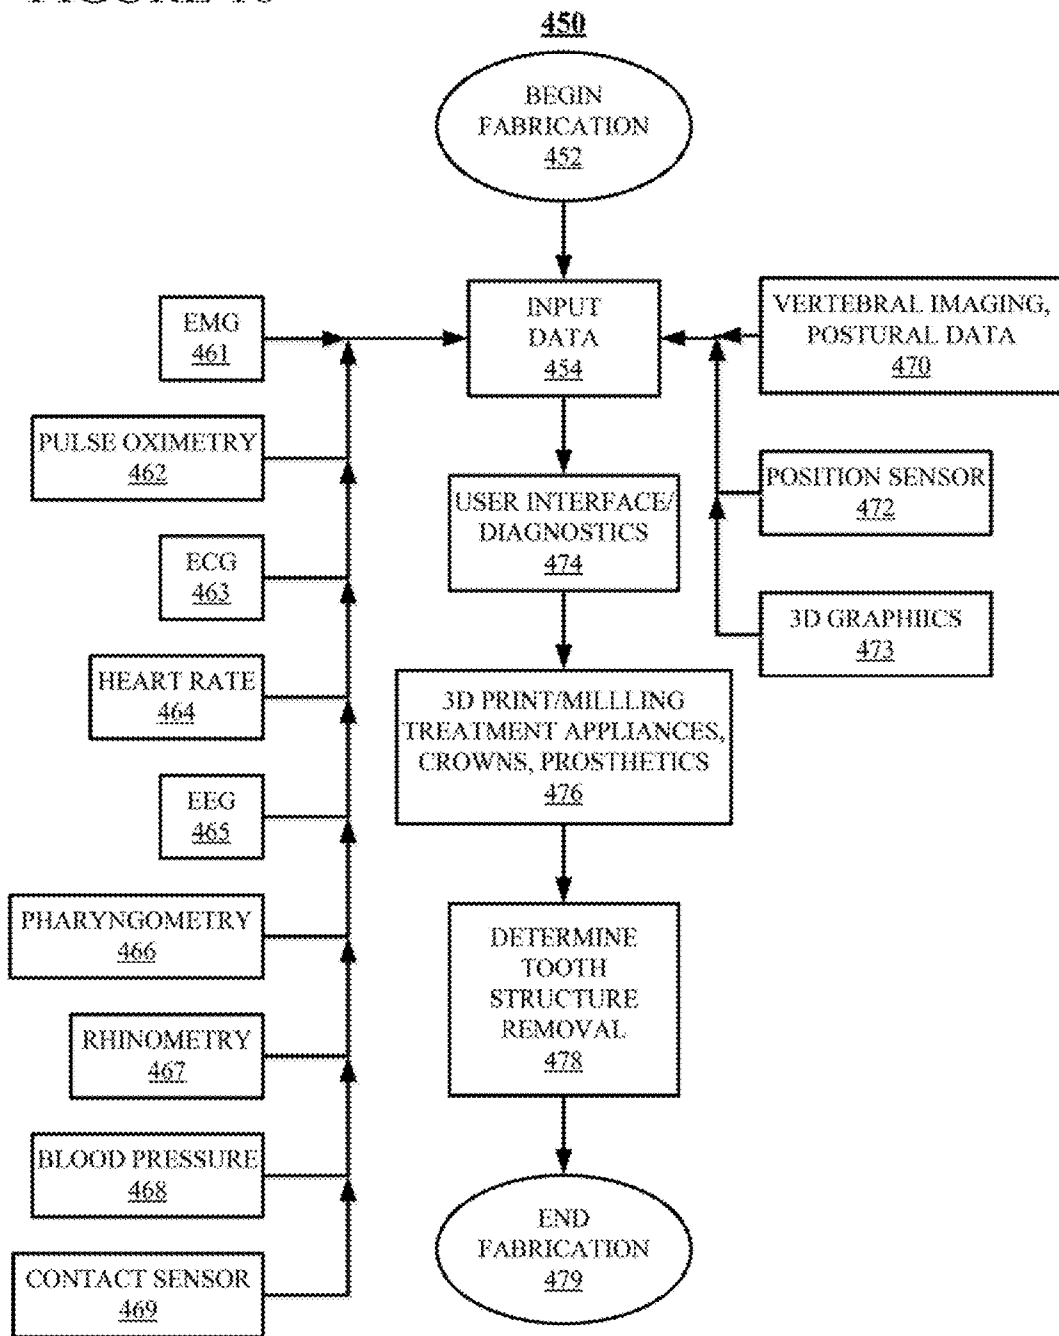 450
BEGIN
FABRICATION
452
INPUT
DATA
454
EMG
461
VERTEBRAL IMAGING,
POSTURAL DATA
470
PULSE OXIMETRY
462
POSITION SENSOR
472
USER INTERFACE/
DIAGNOSTICS
474
ECG
463
3D GRAPHIICS
473
HEART RATE
464
3D PRINT/MILLLING
TREATMENT APPLIANCES,
CROWNS, PROSTHETICS
476
EEG
465
PHARYNGOMETRY
466
DETERMINE
TOOTH
STRUCTURE
REMOVAL
478
RHINOMETRY
467
BLOOD PRESSURE
468
END
FABRICATION
479
CONTACT SENSOR
469